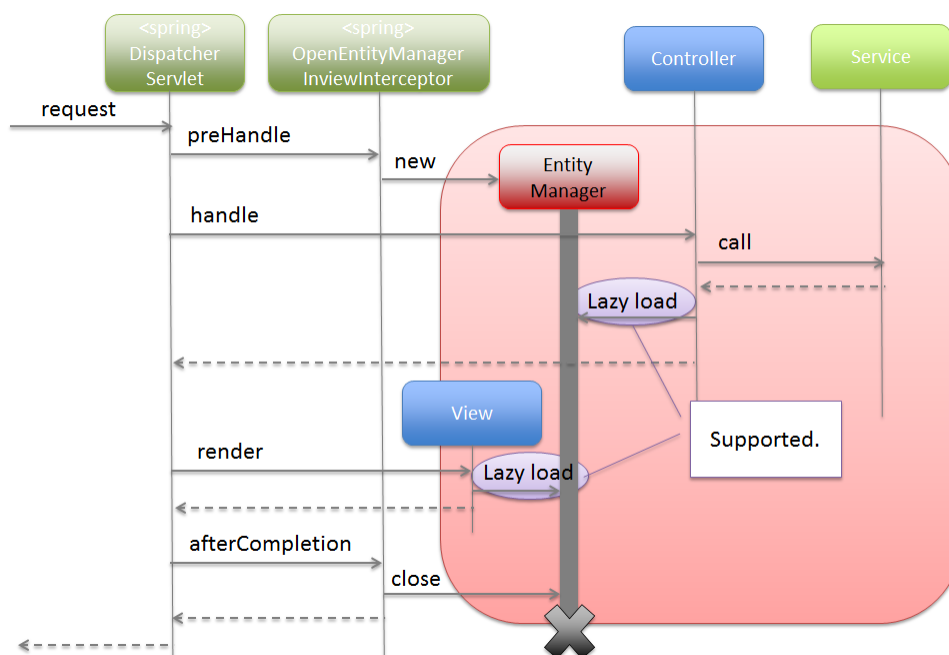 <spring>
Dispatcher
Servlet
<spring>
OpenEntityManager
InviewInterceptor
Controller
Service
request
preHandle
new
Entity
Manager
handle
call
Lazy load
View
Supported.
render
Lazy load
afterCompletion
close